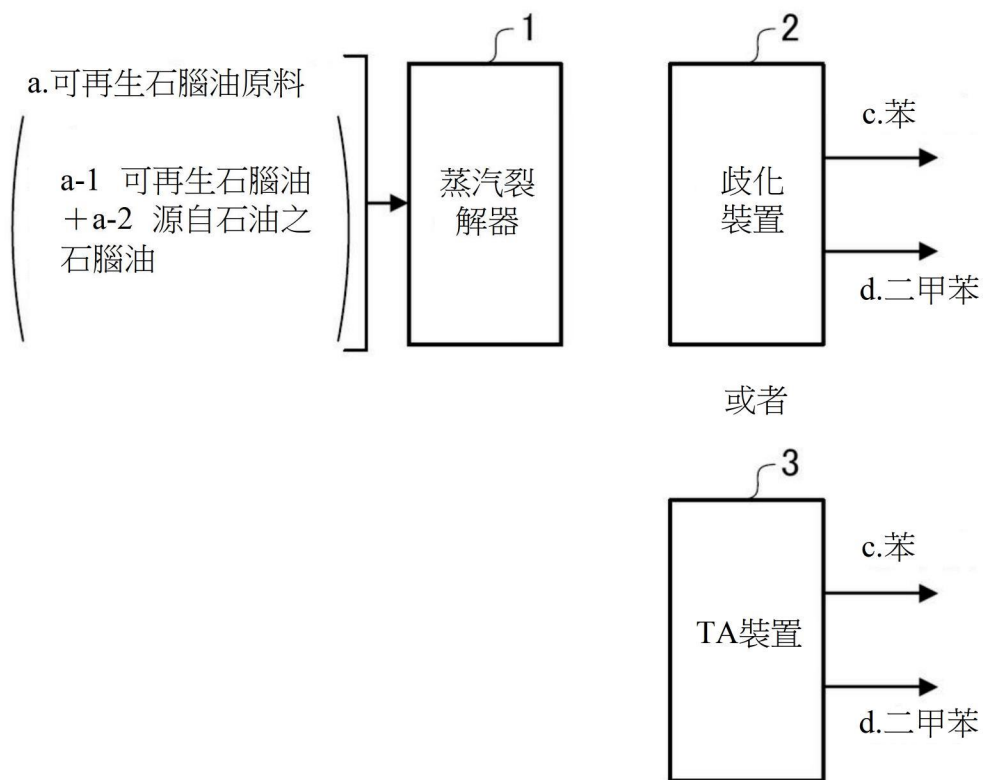 1
a.可再生石腦油原料
a-1 可再生石腦油
＋a-2 源自石油之
石腦油
蒸汽裂
解器
2
歧化
裝置
c.苯
d.二甲苯
或者
3
TA裝置
c.苯
d.二甲苯